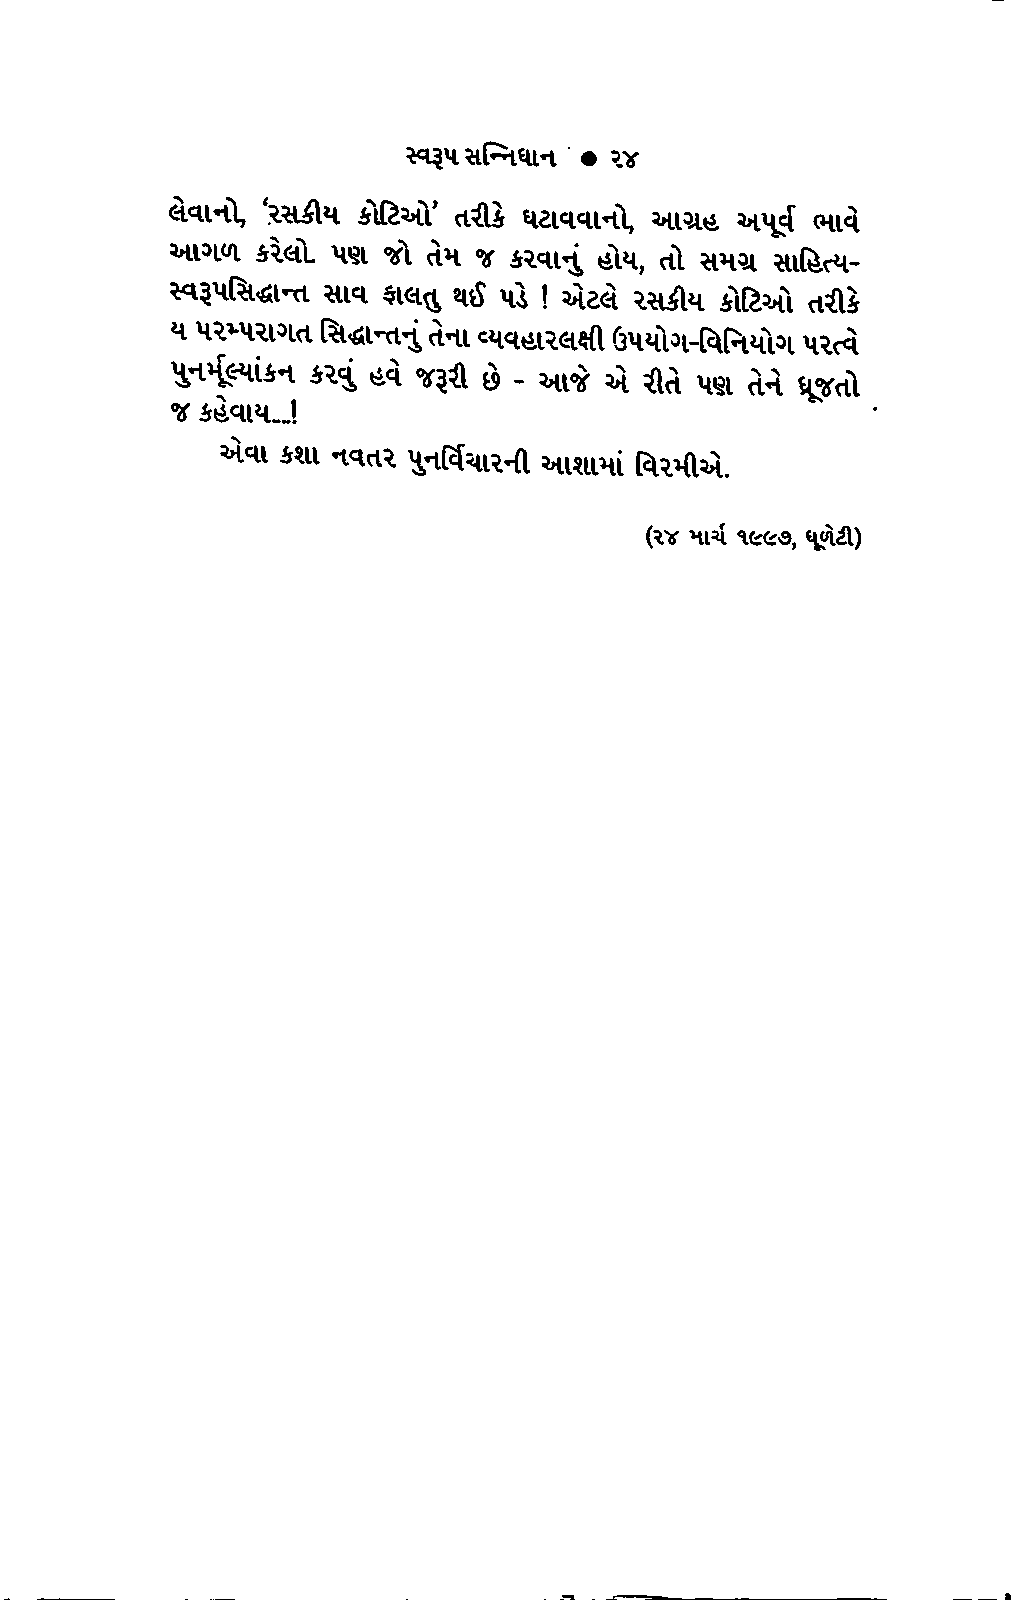 સ્વરૂપ સન્નિધાન ● ૨૪
લેવાનો, ‘રસકીય કોટિઓ’ તરીકે ઘટાવવાનો, આગ્રહ અપૂર્વ ભાવે
આગળ કરેલો. પણ જો તેમ જ કરવાનું હોય, તો સમગ્ર સાહિત્ય-
સ્વરૂપસિદ્ધાન્ત સાવ ફાલતુ થઈ પડે ! એટલે રસકીય કોટિઓ તરીકે
ય પરમ્પરાગત સિદ્ધાન્તનું તેના વ્યવહારલક્ષી ઉપયોગ-વિનિયોગ પરત્વે
પુનર્મૂલ્યાંકન કરવું હવે જરૂરી છે - આજે એ રીતે પણ તેને ધ્રૂજતો
જ કહેવાય...!
એવા કશા નવતર પુનર્વિચારની આશામાં વિરમીએ.
(૨૪ માર્ચ ૧૯૯૭, ધૂળેટી)